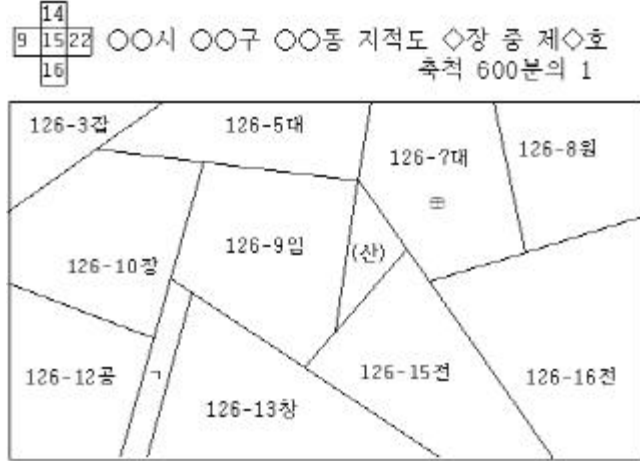 14
9 15 22 ○○시 ○○구 ○○동 지적도 ◇장 중 제◇호
16 축척 600분의 1
126-3잡 126-5대
126-7대 126-8원
126-9임 (산)
126-10장
126-12공 ㄱ 126-15전 126-16전
126-13창